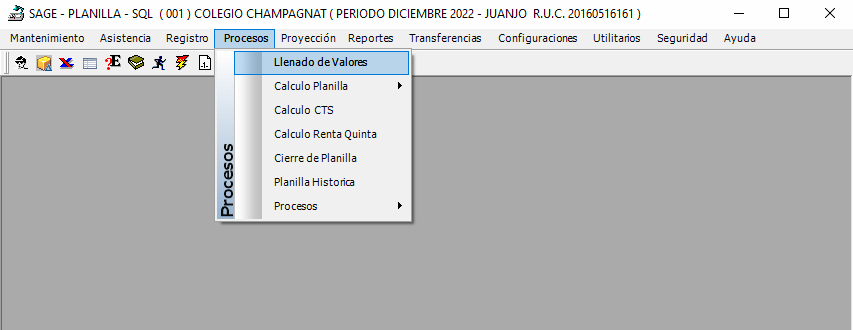 SAGE - PLANILLA - SQL ( 001 ) COLEGIO CHAMPAGNAT ( PERIODO DICIEMBRE 2022 - JUANJO R.U.C. 20160516161 )
Mantenimiento Asistencia Registro Procesos Proyección Reportes Transferencias Configuraciones Utilitarios Seguridad Ayuda
?E
Procesos
Llenado de Valores
Calculo Planilla
Calculo CTS
Calculo Renta Quinta
Cierre de Planilla
Planilla Historica
Procesos